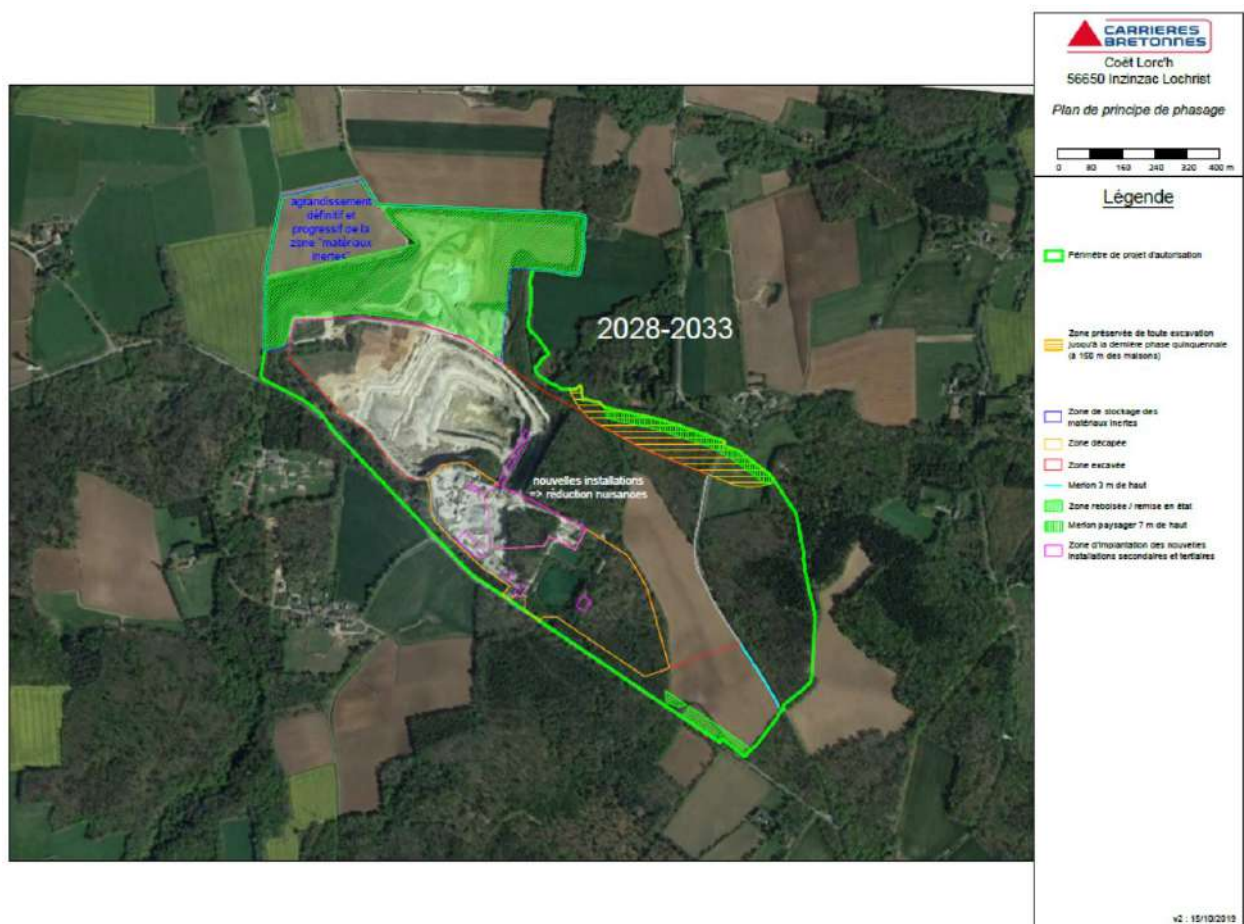 CARRIERES
BRETONNES
Coët Lorc'h
56650 Inzinzac Lochrist
Plan de principe de phasage
0 80 160 240 320 400 m
Légende
Périmètre de projet d'autorisation
Zone préservée de toute excavation
jusqu'à la dernière phase quinquennale
(à 150 m des maisons)
Zone de stockage des
matériaux inertes
Zone décapée
Zone excavée
Merlon 3 m de haut
Zone reboisée / remise en état
Merlon paysager 7 m de haut
Zone d'implantation des nouvelles
installations secondaires et tertiaires
v2 : 15/10/2019
agrandissement
définitif et
progressif de la
zone "matériaux
inertes"
2028-2033
nouvelles installations
=> réduction nuisances